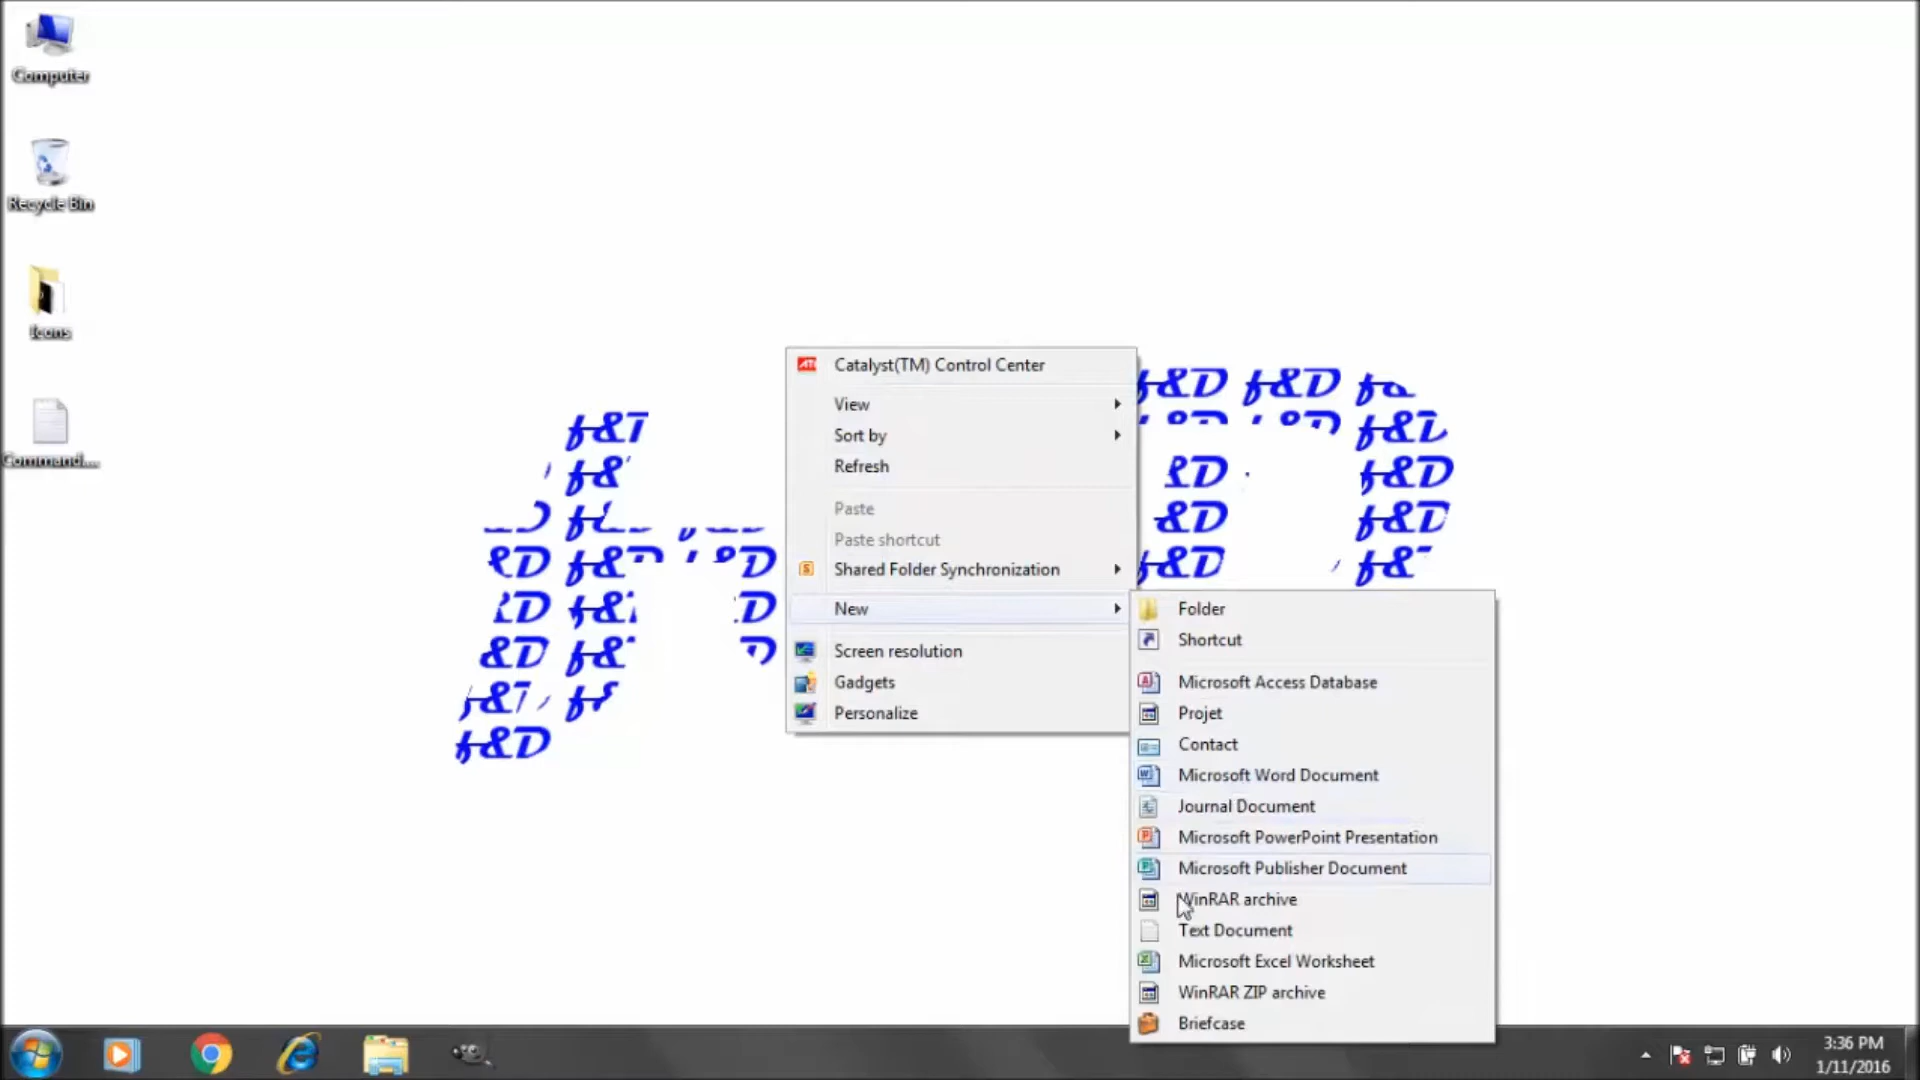 Computer
Recycle Bin
Icons
Command....
Catalyst(TM) Control Center
View
Sort by
Refresh
Paste
Paste shortcut
Shared Folder Synchronization
New
Screen resolution
Gadgets
Personalize
Folder
Shortcut
Microsoft Access Database
Projet
Contact
Microsoft Word Document
Journal Document
Microsoft PowerPoint Presentation
Microsoft Publisher Document
WinRAR archive
Text Document
Microsoft Excel Worksheet
WinRAR ZIP archive
Briefcase
f&D f&D
f&D
&D
&D
&D
f&D
&D
f&D
3:36 PM
1/11/2016